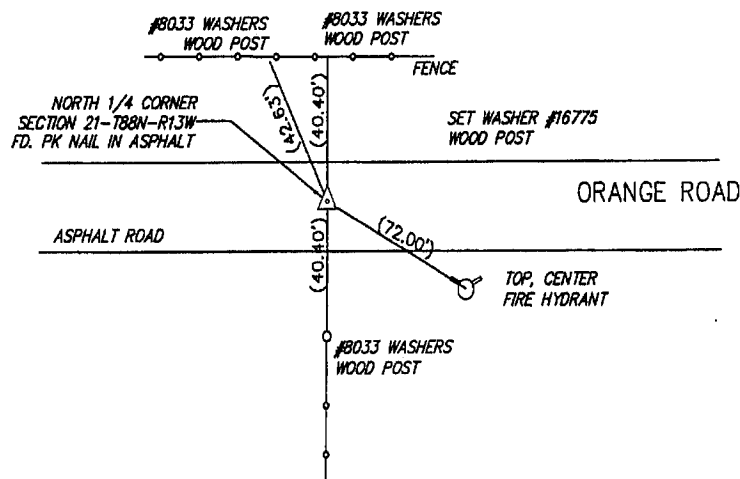 #8033 WASHERS
WOOD POST
#8033 WASHERS
WOOD POST
FENCE
(42.63')
(40.40')
NORTH 1/4 CORNER
SECTION 21-T88N-R13W
FD. PK NAIL IN ASPHALT
SET WASHER #16775
WOOD POST
ORANGE ROAD
ASPHALT ROAD
(40.40')
(72.00')
TOP, CENTER
FIRE HYDRANT
#8033 WASHERS
WOOD POST